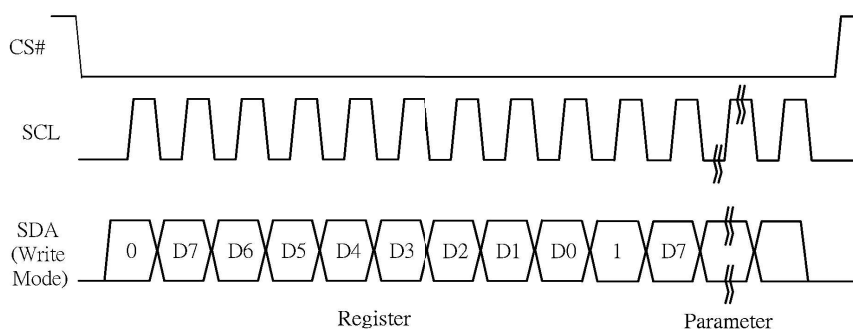 CS#
SCL
SDA
(Write
Mode)
0 D7 D6 D5 D4 D3 D2 D1 D0 1 D7
Register Parameter